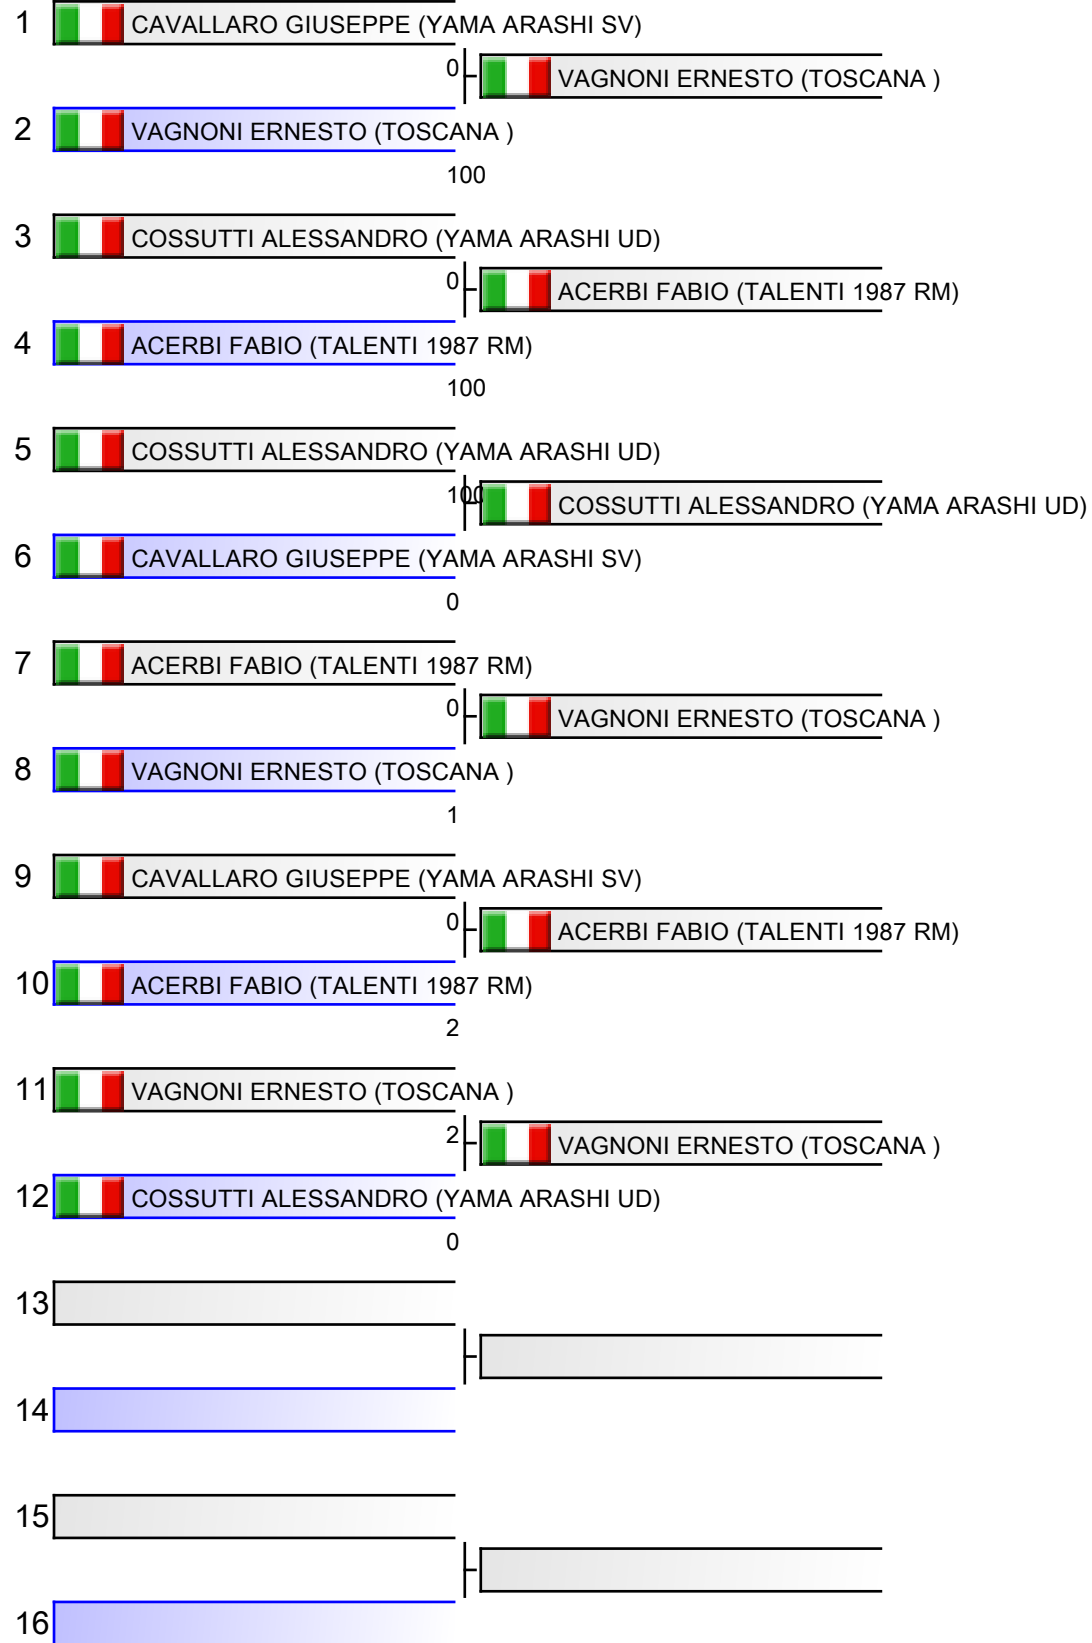 1 CAVALLARO GIUSEPPE (YAMA ARASHI SV)
0 VAGNONI ERNESTO (TOSCANA )
2 VAGNONI ERNESTO (TOSCANA )
100
3 COSSUTTI ALESSANDRO (YAMA ARASHI UD)
0 ACERBI FABIO (TALENTI 1987 RM)
4 ACERBI FABIO (TALENTI 1987 RM)
100
5 COSSUTTI ALESSANDRO (YAMA ARASHI UD)
100 COSSUTTI ALESSANDRO (YAMA ARASHI UD)
6 CAVALLARO GIUSEPPE (YAMA ARASHI SV)
0
7 ACERBI FABIO (TALENTI 1987 RM)
0 VAGNONI ERNESTO (TOSCANA )
8 VAGNONI ERNESTO (TOSCANA )
1
9 CAVALLARO GIUSEPPE (YAMA ARASHI SV)
0 ACERBI FABIO (TALENTI 1987 RM)
10 ACERBI FABIO (TALENTI 1987 RM)
2
11 VAGNONI ERNESTO (TOSCANA )
2 VAGNONI ERNESTO (TOSCANA )
12 COSSUTTI ALESSANDRO (YAMA ARASHI UD)
0
13
14
15
16